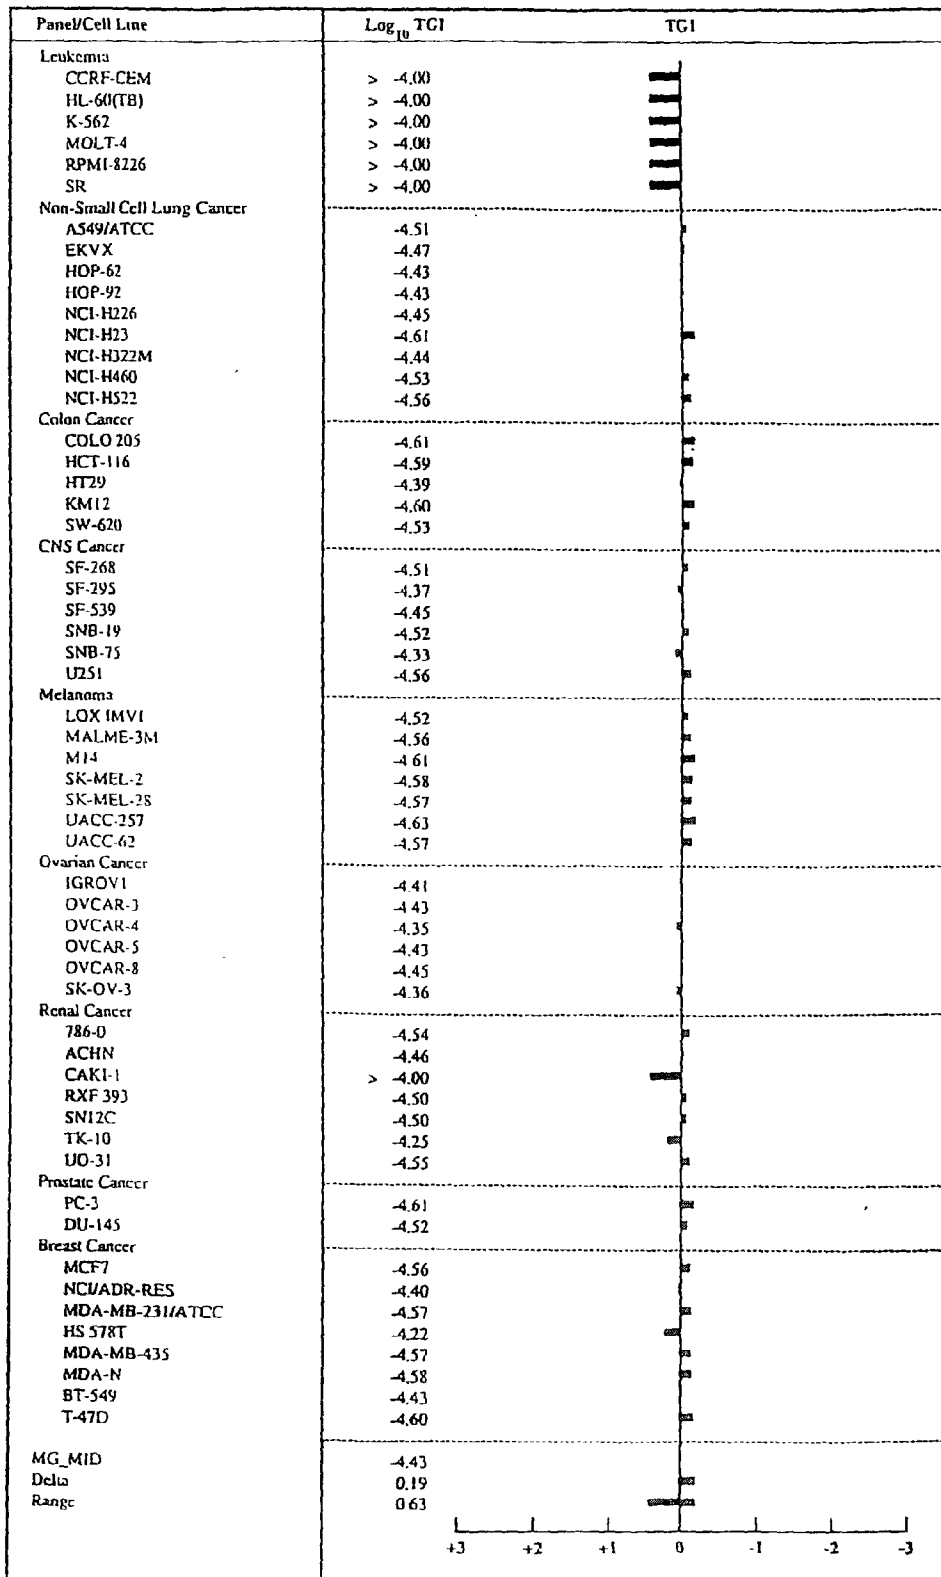 Panel/Cell Line Log10 TGI TGI
Leukemia
CCRF-CEM > -4.00
HL-60(TB) > -4.00
K-562 > -4.00
MOLT-4 > -4.00
RPMI-8226 > -4.00
SR > -4.00
Non-Small Cell Lung Cancer
A549/ATCC -4.51
EKVX -4.47
HOP-62 -4.43
HOP-92 -4.43
NCI-H226 -4.45
NCI-H23 -4.61
NCI-H322M -4.44
NCI-H460 -4.53
NCI-H522 -4.56
Colon Cancer
COLO 205 -4.61
HCT-116 -4.59
HT29 -4.39
KM12 -4.60
SW-620 -4.53
CNS Cancer
SF-268 -4.51
SF-295 -4.37
SF-539 -4.45
SNB-19 -4.52
SNB-75 -4.33
U251 -4.56
Melanoma
LOX IMVI -4.52
MALME-3M -4.56
M14 -4.61
SK-MEL-2 -4.58
SK-MEL-28 -4.57
UACC-257 -4.63
UACC-62 -4.57
Ovarian Cancer
IGROV1 -4.41
OVCAR-3 -4.43
OVCAR-4 -4.35
OVCAR-5 -4.43
OVCAR-8 -4.45
SK-OV-3 -4.36
Renal Cancer
786-0 -4.54
ACHN -4.46
CAKI-1 > -4.00
RXF 393 -4.50
SN12C -4.50
TK-10 -4.25
UO-31 -4.55
Prostate Cancer
PC-3 -4.61
DU-145 -4.52
Breast Cancer
MCF7 -4.56
NCI/ADR-RES -4.40
MDA-MB-231/ATCC -4.57
HS 578T -4.22
MDA-MB-435 -4.57
MDA-N -4.58
BT-549 -4.43
T-47D -4.60
MG_MID -4.43
Delta 0.19
Range 0.63
+3 +2 +1 0 -1 -2 -3